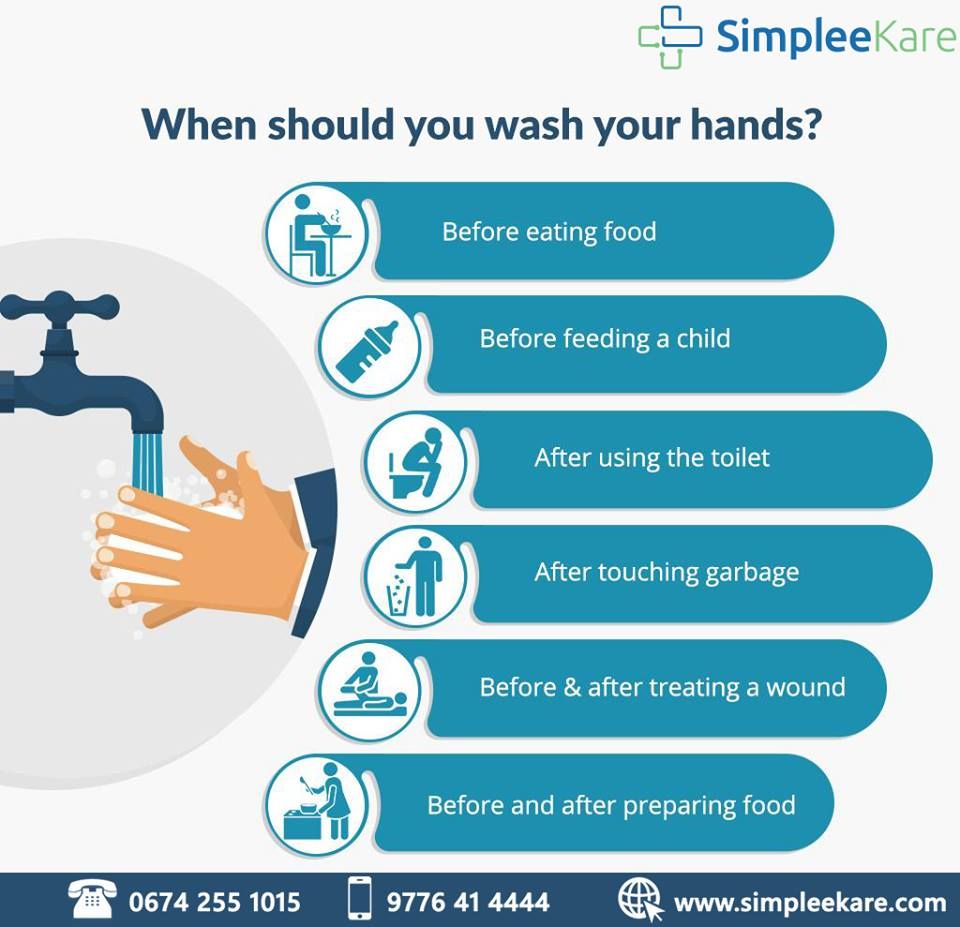 SimpleeKare
When should you wash your hands?
Before eating food
Before feeding a child
After using the toilet
After touching garbage
Before & after treating a wound
Before and after preparing food
0674 255 1015 9776 41 4444 www.simpleekare.com